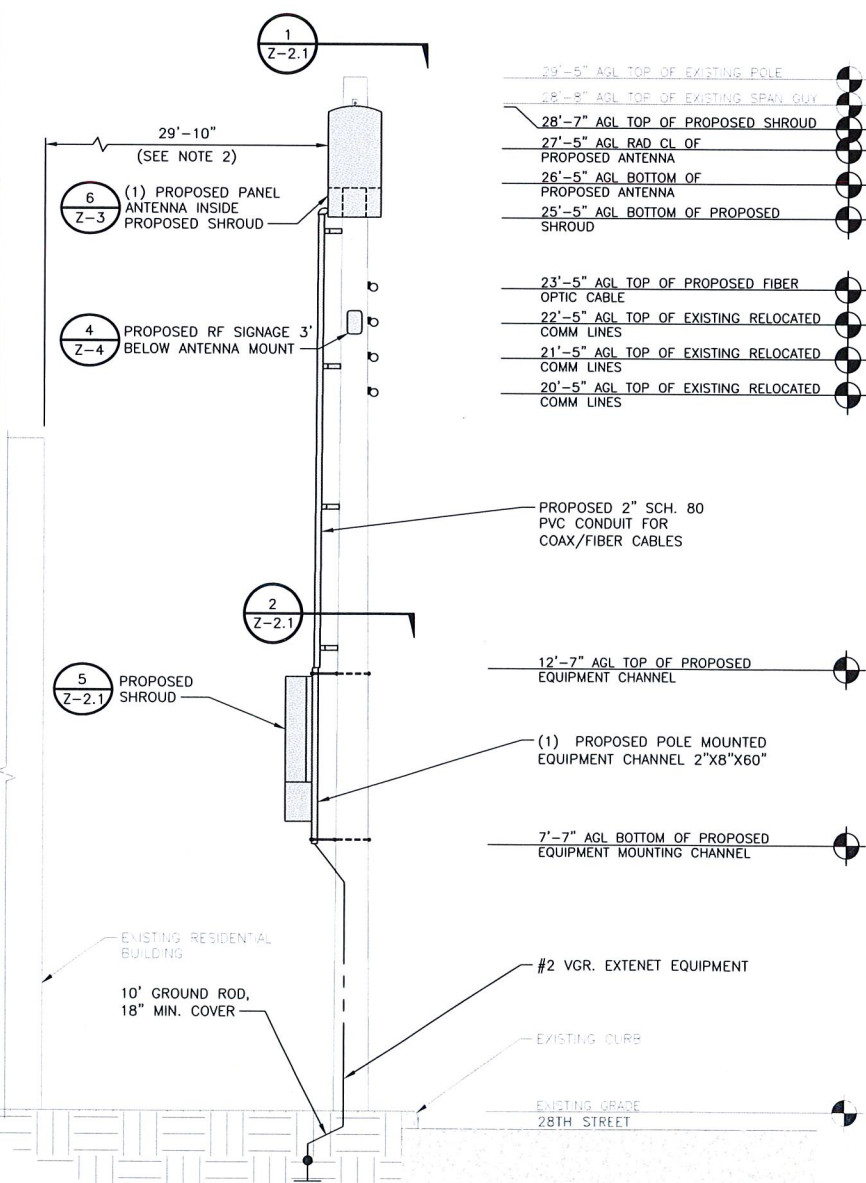 1
Z-2.1
29'-5" AGL TOP OF EXISTING POLE
28'-8" AGL TOP OF EXISTING SPAN GUY
28'-7" AGL TOP OF PROPOSED SHROUD
27'-5" AGL RAD CL OF
PROPOSED ANTENNA
26'-5" AGL BOTTOM OF
PROPOSED ANTENNA
25'-5" AGL BOTTOM OF PROPOSED
SHROUD
29'-10"
(SEE NOTE 2)
6
Z-3
(1) PROPOSED PANEL
ANTENNA INSIDE
PROPOSED SHROUD
23'-5" AGL TOP OF PROPOSED FIBER
OPTIC CABLE
22'-5" AGL TOP OF EXISTING RELOCATED
COMM LINES
21'-5" AGL TOP OF EXISTING RELOCATED
COMM LINES
20'-5" AGL TOP OF EXISTING RELOCATED
COMM LINES
4
Z-4
PROPOSED RF SIGNAGE 3'
BELOW ANTENNA MOUNT
PROPOSED 2" SCH. 80
PVC CONDUIT FOR
COAX/FIBER CABLES
2
Z-2.1
12'-7" AGL TOP OF PROPOSED
EQUIPMENT CHANNEL
5
Z-2.1
PROPOSED
SHROUD
(1) PROPOSED POLE MOUNTED
EQUIPMENT CHANNEL 2"X8"X60"
7'-7" AGL BOTTOM OF PROPOSED
EQUIPMENT MOUNTING CHANNEL
EXISTING RESIDENTIAL
BUILDING
#2 VGR. EXTENET EQUIPMENT
10' GROUND ROD,
18" MIN. COVER
EXISTING CURB
EXISTING GRADE
28TH STREET